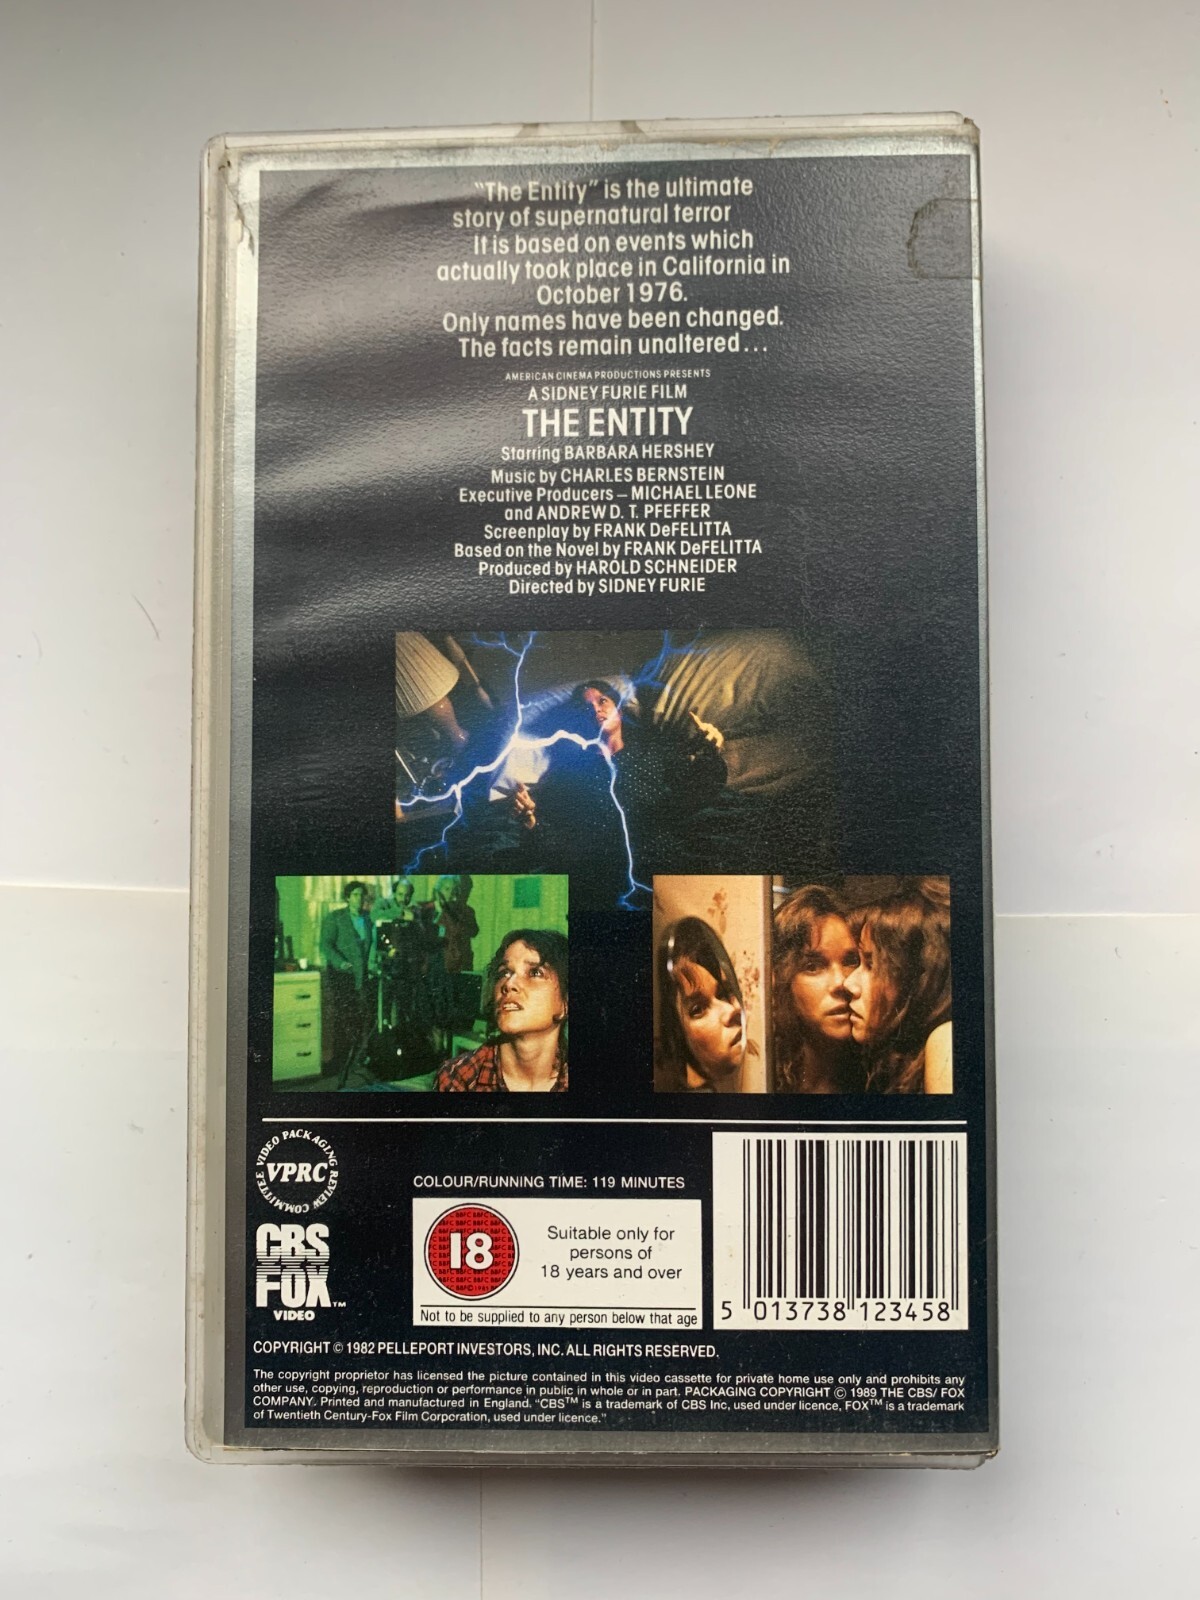 "The Entity" is the ultimate
story of supernatural terror
It is based on events which
actually took place in California in
October 1976.
Only names have been changed.
The facts remain unaltered...
AMERICAN CINEMA PRODUCTIONS PRESENTS
A SIDNEY FURIE FILM
THE ENTITY
Starring BARBARA HERSHEY
Music by CHARLES BERNSTEIN
Executive Producers – MICHAEL LEONE
and ANDREW D. T. PFEFFER
Screenplay by FRANK DeFELITTA
Based on the Novel by FRANK DeFELITTA
Produced by HAROLD SCHNEIDER
Directed by SIDNEY FURIE
VIDEO PACKAGING REVIEW COMMITTEE
VPRC
CBS
FOX™
VIDEO
COLOUR/RUNNING TIME: 119 MINUTES
18
Suitable only for
persons of
18 years and over
Not to be supplied to any person below that age
5 013738 123458
COPYRIGHT © 1982 PELLEPORT INVESTORS, INC. ALL RIGHTS RESERVED.
The copyright proprietor has licensed the picture contained in this video cassette for private home use only and prohibits any
other use, copying, reproduction or performance in public in whole or in part. PACKAGING COPYRIGHT © 1989 THE CBS/ FOX
COMPANY. Printed and manufactured in England. "CBS™ is a trademark of CBS Inc, used under licence, FOX™ is a trademark
of Twentieth Century-Fox Film Corporation, used under licence."